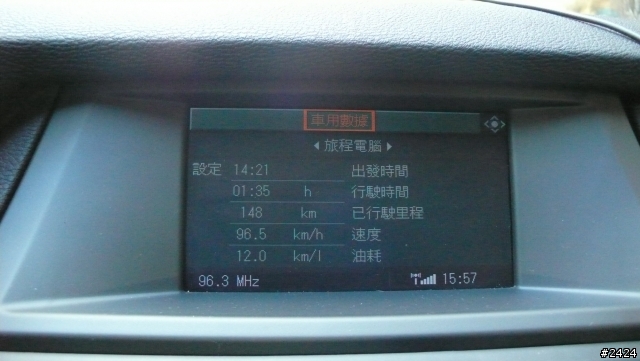 車用數據
旅程電腦
設定 14:21 出發時間
01:35 h 行駛時間
148 km 已行駛里程
96.5 km/h 速度
12.0 km/l 油耗
96.3 MHz 15:57
#2424